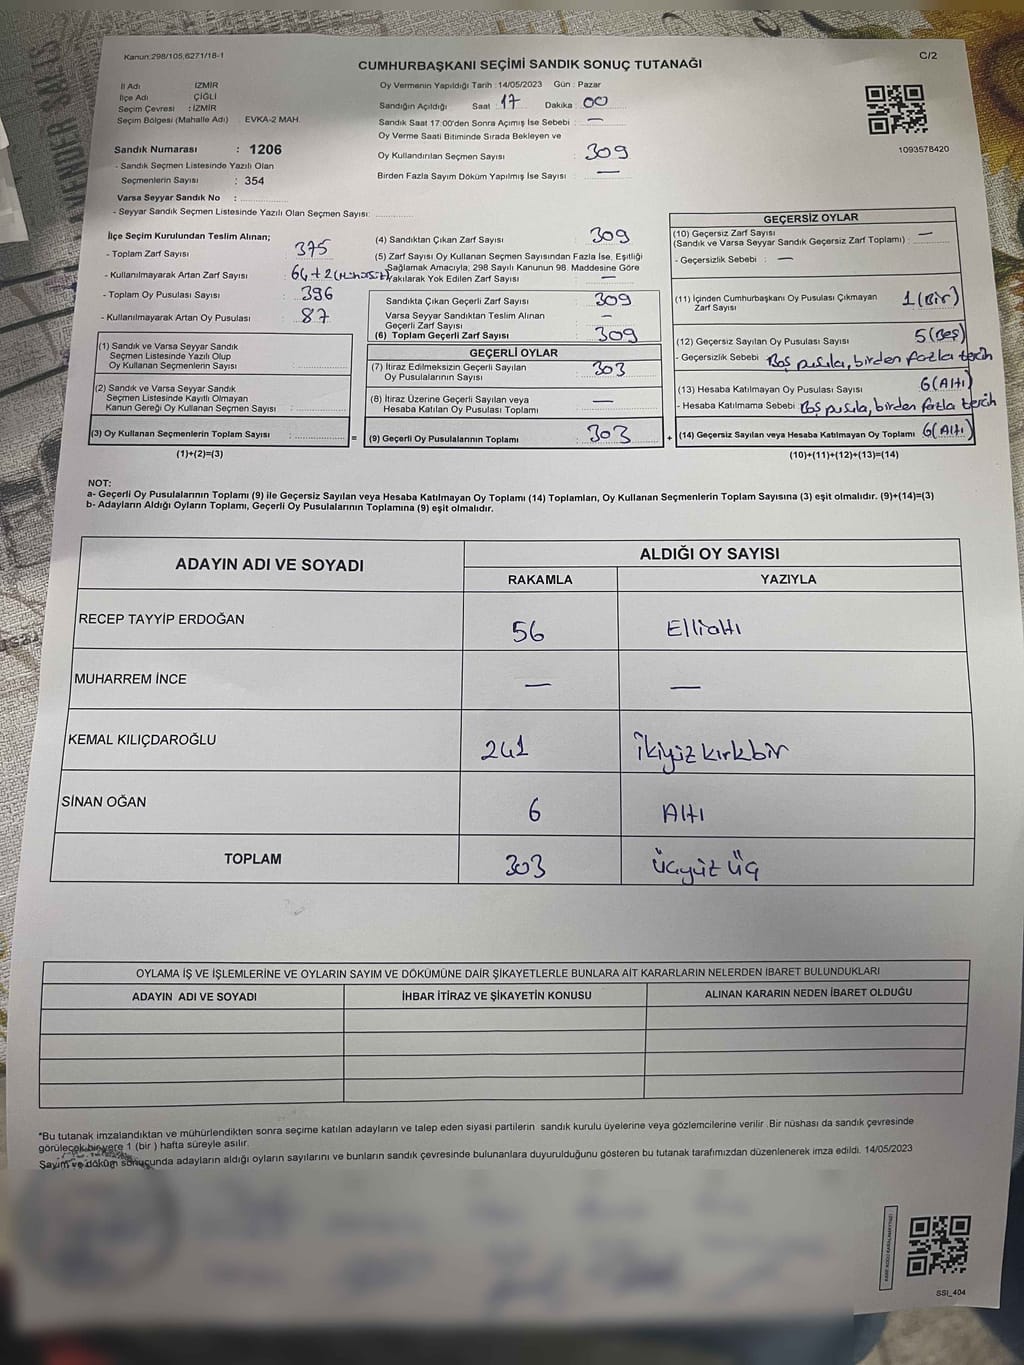 Kanun:298/105,6271/18-1
C/2
CUMHURBAŞKANI SEÇİMİ SANDIK SONUÇ TUTANAĞI
İl Adı İZMİR
İlçe Adı ÇİĞLİ
Seçim Çevresi : İZMİR
Seçim Bölgesi (Mahalle Adı) EVKA-2 MAH.
Oy Vermenin Yapıldığı Tarih :14/05/2023 Gün : Pazar
Sandığın Açıldığı Saat 17 Dakika 00
Sandık Saat 17:00'den Sonra Açımış İse Sebebi : —
Oy Verme Saati Bitiminde Sırada Bekleyen ve
Oy Kullandırılan Seçmen Sayısı : 309
Birden Fazla Sayım Döküm Yapılmış İse Sayısı : —
1093578420
Sandık Numarası : 1206
- Sandık Seçmen Listesinde Yazılı Olan
Seçmenlerin Sayısı : 354
Varsa Seyyar Sandık No :
- Seyyar Sandık Seçmen Listesinde Yazılı Olan Seçmen Sayısı:
İlçe Seçim Kurulundan Teslim Alınan;
- Toplam Zarf Sayısı : 375
- Kullanılmayarak Artan Zarf Sayısı : 64+2
- Toplam Oy Pusulası Sayısı : 396
- Kullanılmayarak Artan Oy Pusulası : 87
(1) Sandık ve Varsa Seyyar Sandık
Seçmen Listesinde Yazılı Olup
Oy Kullanan Seçmenlerin Sayısı :
(2) Sandık ve Varsa Seyyar Sandık
Seçmen Listesinde Kayıtlı Olmayan
Kanun Gereği Oy Kullanan Seçmen Sayısı :
(3) Oy Kullanan Seçmenlerin Toplam Sayısı :
(1)+(2)=(3)
(4) Sandıktan Çıkan Zarf Sayısı : 309
(5) Zarf Sayısı Oy Kullanan Seçmen Sayısından Fazla İse, Eşitliği
Sağlamak Amacıyla; 298 Sayılı Kanunun 98. Maddesine Göre
Yakılarak Yok Edilen Zarf Sayısı : —
Sandıkta Çıkan Geçerli Zarf Sayısı : 309
Varsa Seyyar Sandıktan Teslim Alınan
Geçerli Zarf Sayısı : —
(6) Toplam Geçerli Zarf Sayısı : 309
GEÇERLİ OYLAR
(7) İtiraz Edilmeksizin Geçerli Sayılan
Oy Pusulalarının Sayısı : 303
(8) İtiraz Üzerine Geçerli Sayılan veya
Hesaba Katılan Oy Pusulası Toplamı : —
= (9) Geçerli Oy Pusulalarının Toplamı : 303 +
GEÇERSİZ OYLAR
(10) Geçersiz Zarf Sayısı
(Sandık ve Varsa Seyyar Sandık Geçersiz Zarf Toplamı) : —
- Geçersizlik Sebebi : —
(11) İçinden Cumhurbaşkanı Oy Pusulası Çıkmayan
Zarf Sayısı 1 (Bir)
(12) Geçersiz Sayılan Oy Pusulası Sayısı 5 (Beş)
- Geçersizlik Sebebi Boş pusula, birden fazla tercih
(13) Hesaba Katılmayan Oy Pusulası Sayısı 6 (Altı)
- Hesaba Katılmama Sebebi Boş pusula, birden fazla tercih
(14) Geçersiz Sayılan veya Hesaba Katılmayan Oy Toplamı 6 (Altı)
(10)+(11)+(12)+(13)=(14)
NOT:
a- Geçerli Oy Pusulalarının Toplamı (9) ile Geçersiz Sayılan veya Hesaba Katılmayan Oy Toplamı (14) Toplamları, Oy Kullanan Seçmenlerin Toplam Sayısına (3) eşit olmalıdır. (9)+(14)=(3)
b- Adayların Aldığı Oyların Toplamı, Geçerli Oy Pusulalarının Toplamına (9) eşit olmalıdır.
ADAYIN ADI VE SOYADI
ALDIĞI OY SAYISI
RAKAMLA YAZIYLA
RECEP TAYYİP ERDOĞAN 56 Ellialtı
MUHARREM İNCE — —
KEMAL KILIÇDAROĞLU 241 İkiyüz kırkbir
SİNAN OĞAN 6 Altı
TOPLAM 303 Üçyüz üç
OYLAMA İŞ VE İŞLEMLERİNE VE OYLARIN SAYIM VE DÖKÜMÜNE DAİR ŞİKAYETLERLE BUNLARA AİT KARARLARIN NELERDEN İBARET BULUNDUKLARI
ADAYIN ADI VE SOYADI İHBAR İTİRAZ VE ŞİKAYETİN KONUSU ALINAN KARARIN NEDEN İBARET OLDUĞU
*Bu tutanak imzalandıktan ve mühürlendikten sonra seçime katılan adayların ve talep eden siyasi partilerin sandık kurulu üyelerine veya gözlemcilerine verilir .Bir nüshası da sandık çevresinde
görülecek bir yere 1 (bir ) hafta süreyle asılır.
Sayım ve döküm sonucunda adayların aldığı oyların sayılarını ve bunların sandık çevresinde bulunanlara duyurulduğunu gösteren bu tutanak tarafımızdan düzenlenerek imza edildi. 14/05/2023
SSI_404